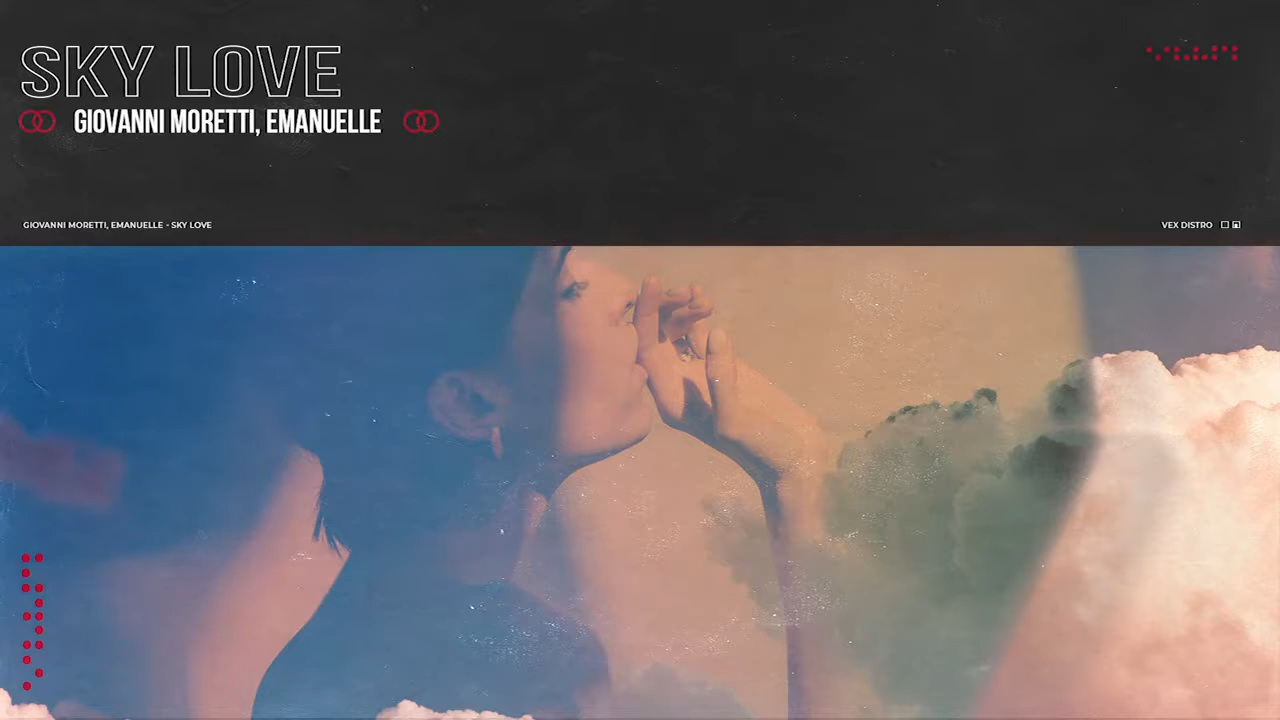 SKY LOVE
GIOVANNI MORETTI, EMANUELLE
GIOVANNI MORETTI, EMANUELLE - SKY LOVE
VEX DISTRO